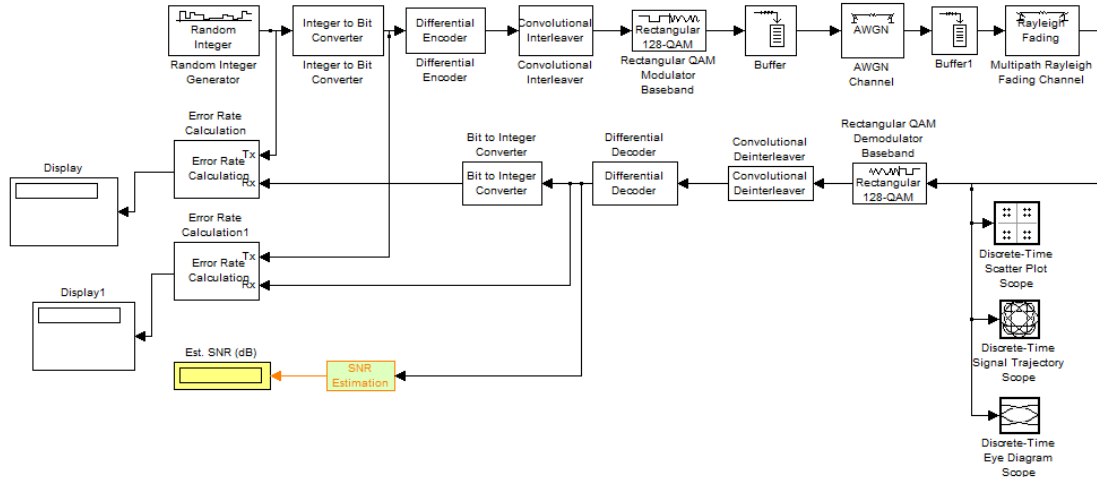 Random
Integer
Random Integer
Generator
Integer to Bit
Converter
Integer to Bit
Converter
Differential
Encoder
Differential
Encoder
Convolutional
Interleaver
Convolutional
Interleaver
Rectangular
128-QAM
Rectangular QAM
Modulator
Baseband
Buffer
AWGN
AWGN
Channel
Buffer1
Rayleigh
Fading
Multipath Rayleigh
Fading Channel
Error Rate
Calculation
Error Rate
Calculation
Tx
Rx
Display
Bit to Integer
Converter
Bit to Integer
Converter
Differential
Decoder
Differential Decoder
Convolutional
Deinterleaver
Convolutional
Deinterleaver
Rectangular QAM
Demodulator
Baseband
Rectangular
128-QAM
Error Rate
Calculation1
Error Rate
Calculation
Tx
Rx
Display1
Discrete-Time
Scatter Plot
Scope
Est. SNR (dB)
SNR
Estimation
Discrete-Time
Signal Trajectory
Scope
Discrete-Time
Eye Diagram
Scope